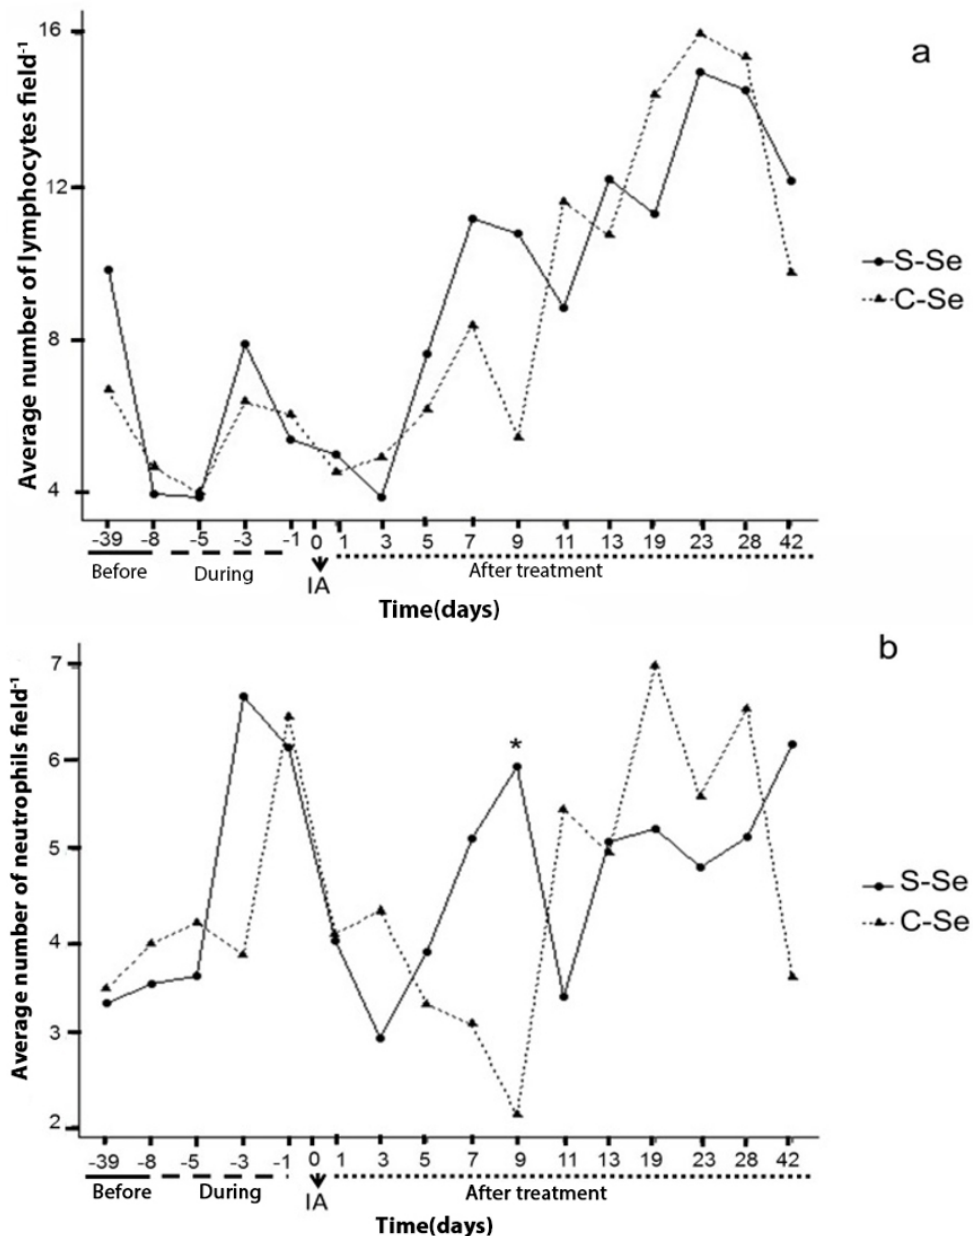 a
Average number of lymphocytes field-1
16
12
8
4
S-Se
C-Se
-39 -8 -5 -3 -1 0 1 3 5 7 9 11 13 19 23 28 42
Before During After treatment
IA
Time(days)
b
Average number of neutrophils field-1
7
6
5
4
3
2
*
S-Se
C-Se
-39 -8 -5 -3 -1 0 1 3 5 7 9 11 13 19 23 28 42
Before During After treatment
IA
Time(days)